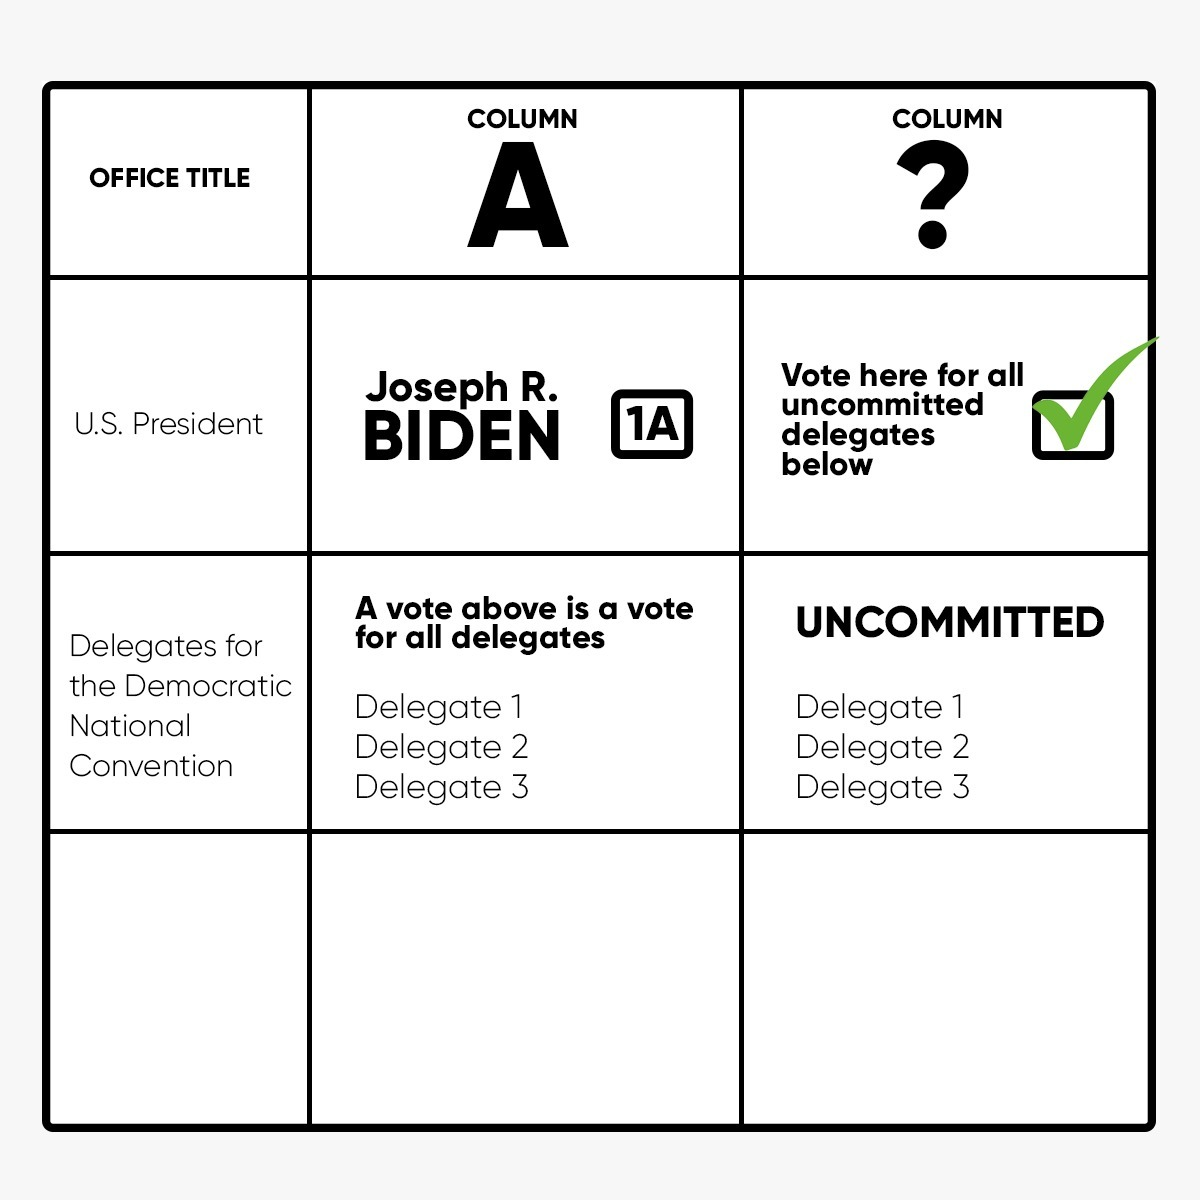 OFFICE TITLE
COLUMN
A
COLUMN
?
U.S. President
Joseph R.
BIDEN
1A
Vote here for all
uncommitted
delegates
below
Delegates for
the Democratic
National
Convention
A vote above is a vote
for all delegates
Delegate 1
Delegate 2
Delegate 3
UNCOMMITTED
Delegate 1
Delegate 2
Delegate 3